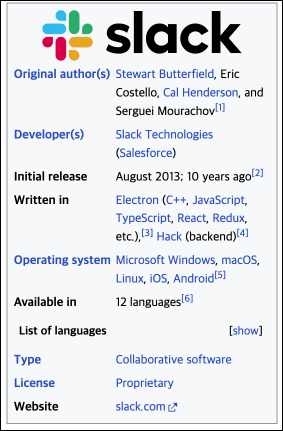 slack
Original author(s) Stewart Butterfield, Eric
Costello, Cal Henderson, and
Serguei Mourachov[1]
Developer(s) Slack Technologies
(Salesforce)
Initial release August 2013; 10 years ago[2]
Written in Electron (C++, JavaScript,
TypeScript, React, Redux,
etc.),[3] Hack (backend)[4]
Operating system Microsoft Windows, macOS,
Linux, iOS, Android[5]
Available in 12 languages[6]
List of languages [show]
Type Collaborative software
License Proprietary
Website slack.com